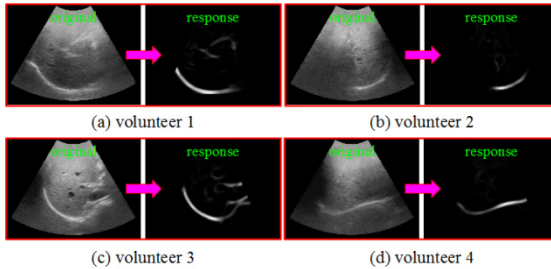 original response original response
(a) volunteer 1 (b) volunteer 2
original response original response
(c) volunteer 3 (d) volunteer 4